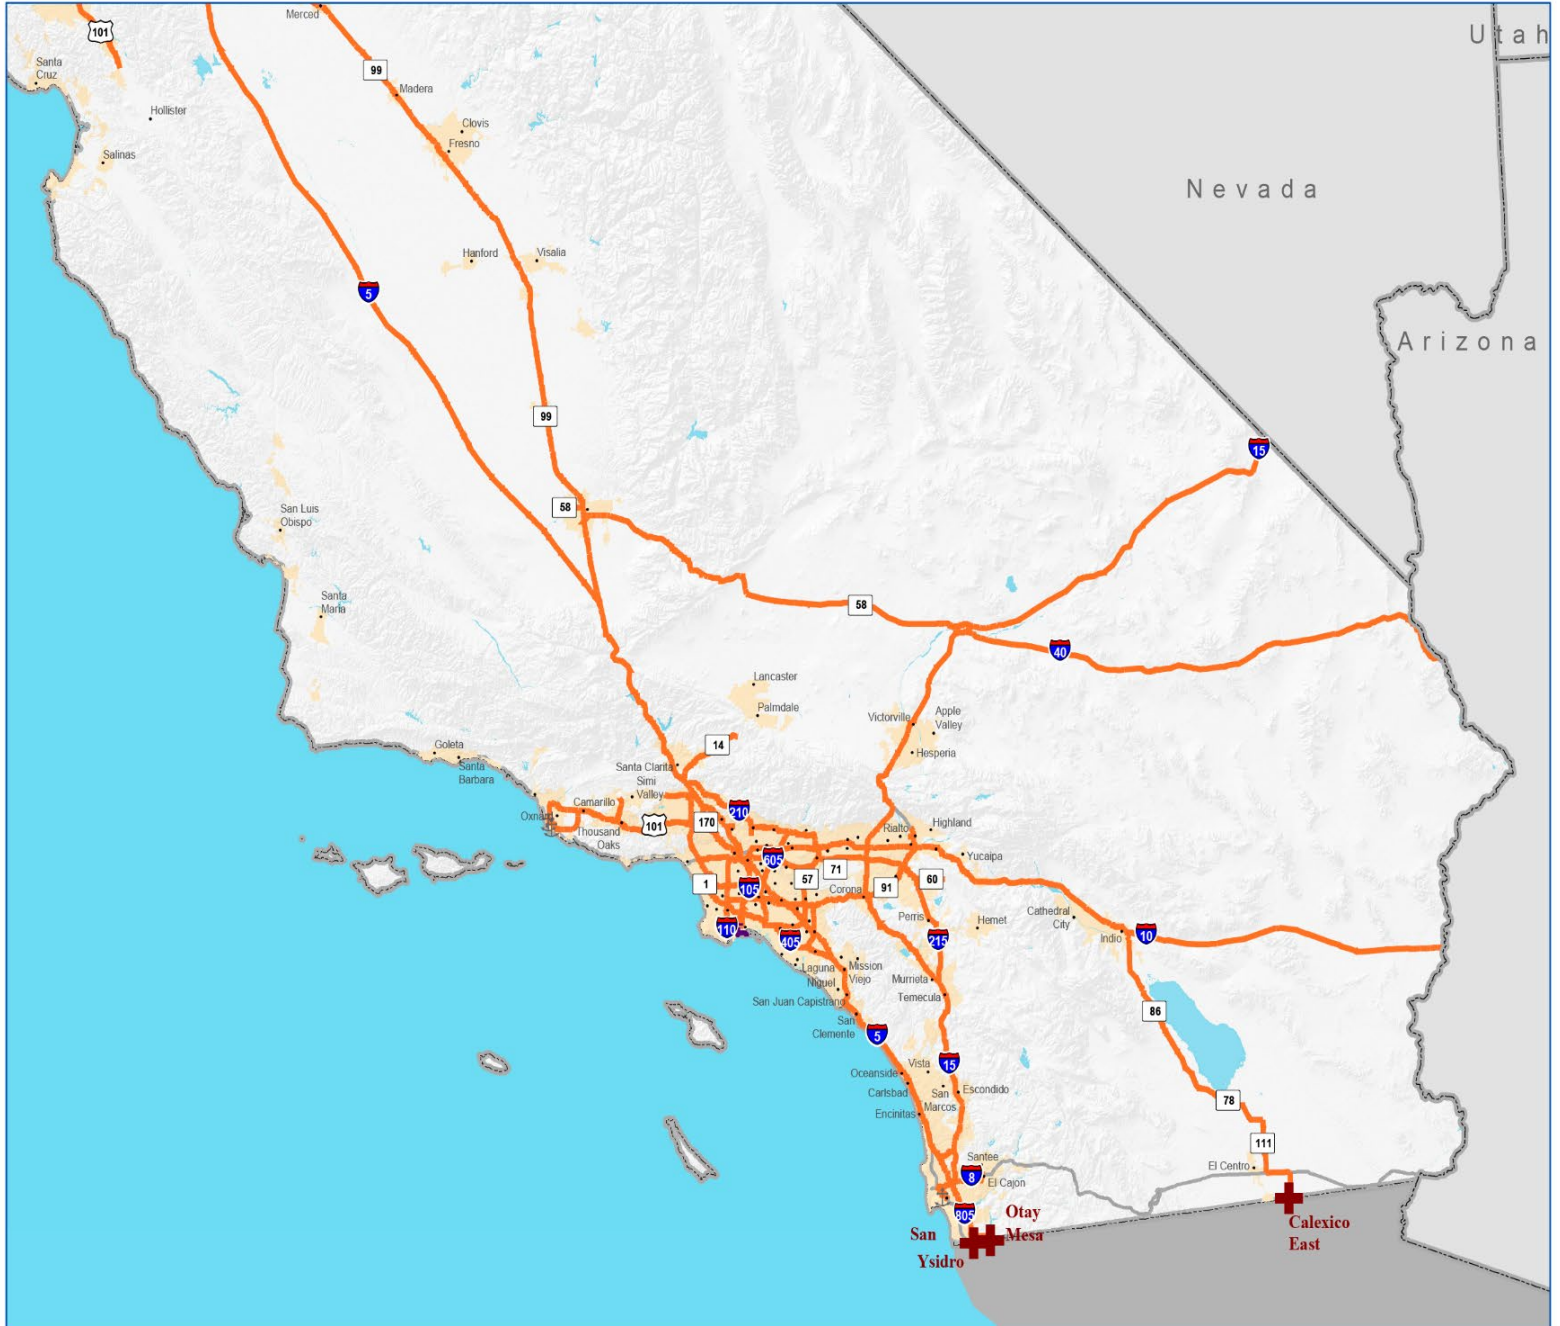 101
Merced
Utah
Santa
Cruz
99
Madera
Hollister
Clovis
Fresno
Salinas
Nevada
Hanford
Visalia
5
Arizona
99
15
San Luis
Obispo
58
Santa
Maria
58
40
Lancaster
Palmdale
Victorville
Apple
Valley
Hesperia
14
Goleta
Santa
Barbara
Santa Clarita
Simi
Valley
Camarillo
Oxnard
Thousand
Oaks
101
170
210
Rialto
Highland
Yucaipa
605
71
57
1
105
Corona
91
60
Perris
Hemet
Cathedral
City
Indio
10
110
405
215
Laguna
Niguel
Mission
Viejo
Murrieta
Temecula
San Juan Capistrano
San
Clemente
5
86
15
Vista
Oceanside
Carlsbad
San
Marcos
Escondido
Encinitas
78
111
Santee
8
El Cajon
El Centro
805
Otay
Mesa
San
Ysidro
Calexico
East